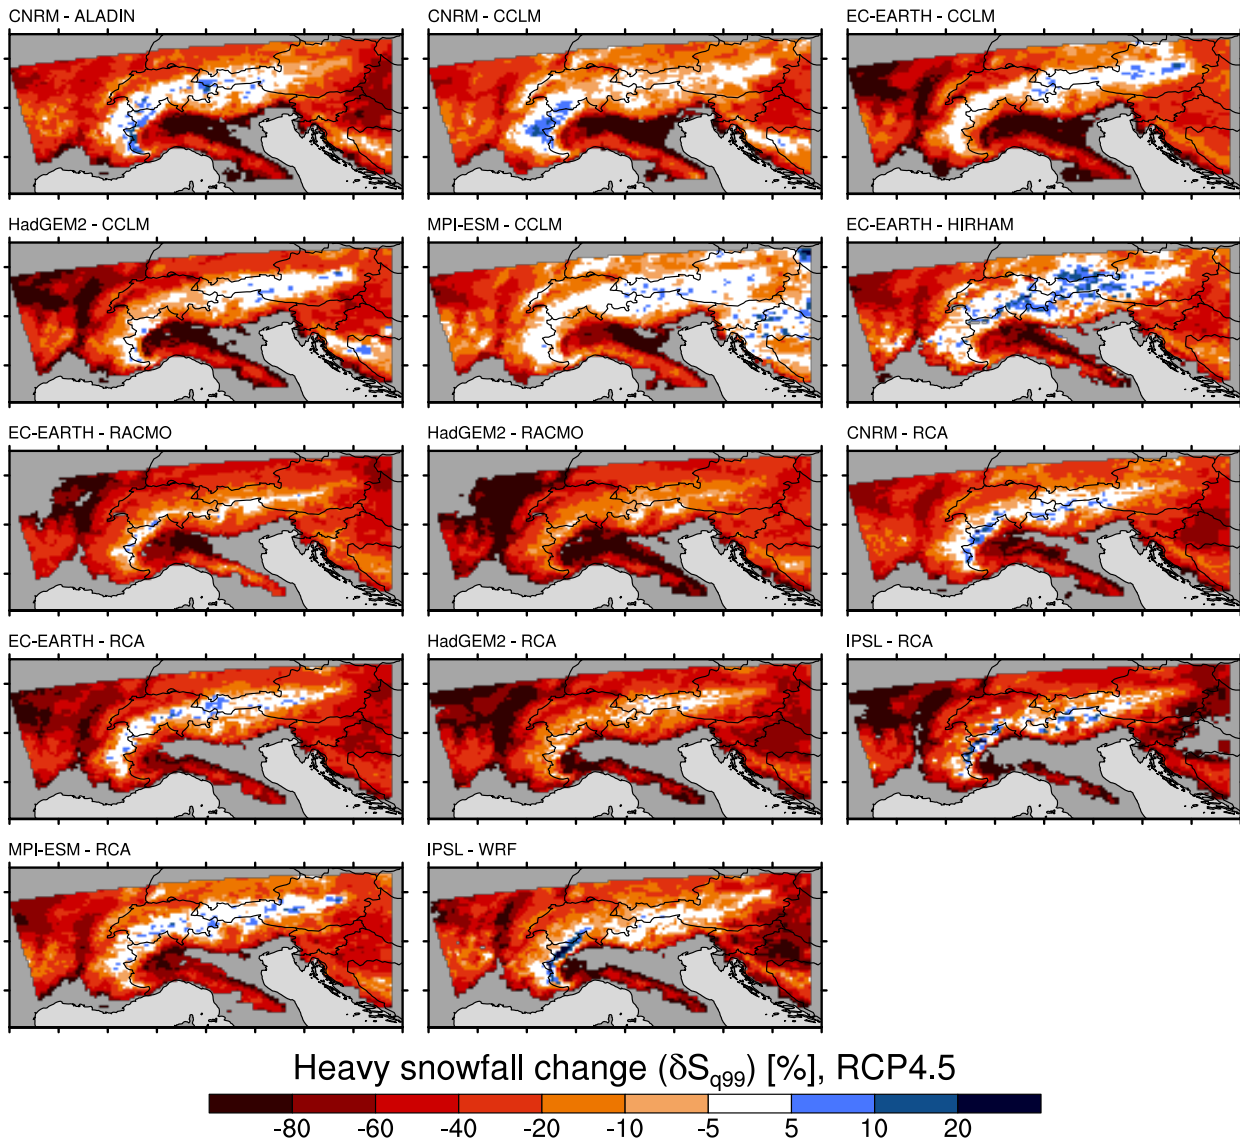 CNRM - ALADIN
CNRM - CCLM
EC-EARTH - CCLM
HadGEM2 - CCLM
MPI-ESM - CCLM
EC-EARTH - HIRHAM
EC-EARTH - RACMO
HadGEM2 - RACMO
CNRM - RCA
EC-EARTH - RCA
HadGEM2 - RCA
IPSL - RCA
MPI-ESM - RCA
IPSL - WRF
Heavy snowfall change (δS_q99) [%], RCP4.5
-80 -60 -40 -20 -10 -5 5 10 20